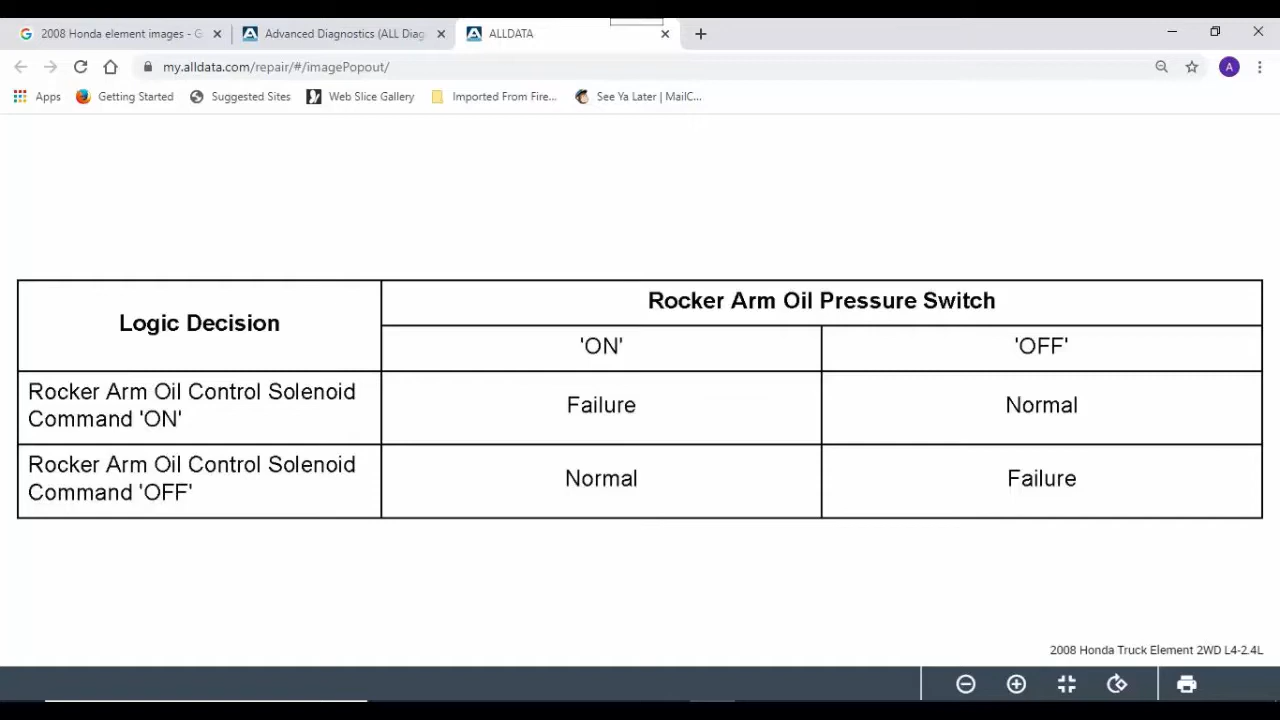 2008 Honda element images - G
Advanced Diagnostics (ALL Diag
ALLDATA
my.alldata.com/repair/#/imagePopout/
A
Apps
Getting Started
Suggested Sites
Web Slice Gallery
Imported From Fire...
See Ya Later | MailC...
Logic Decision
Rocker Arm Oil Pressure Switch
'ON'
'OFF'
Rocker Arm Oil Control Solenoid
Command 'ON'
Failure
Normal
Rocker Arm Oil Control Solenoid
Command 'OFF'
Normal
Failure
2008 Honda Truck Element 2WD L4-2.4L